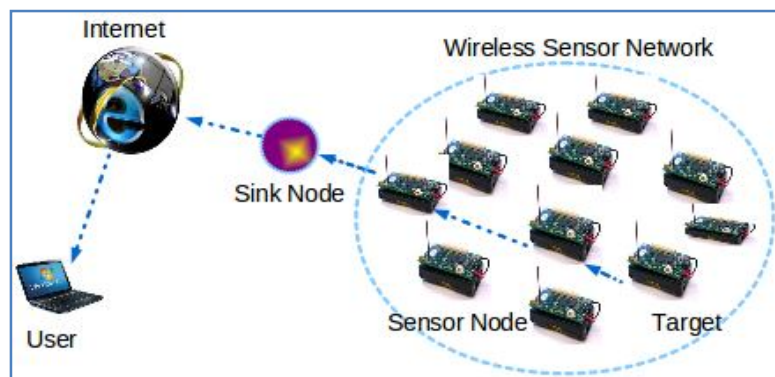 Internet
Wireless Sensor Network
Sink Node
Sensor Node
Target
User